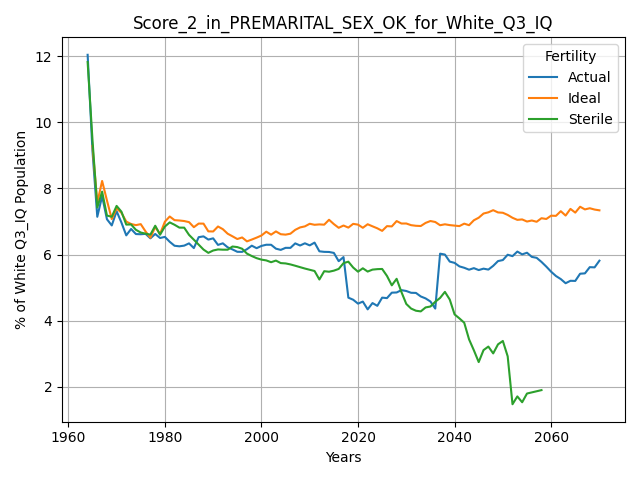 Score_2_in_PREMARITAL_SEX_OK_for_White_Q3_IQ
Fertility
Actual
Ideal
Sterile
% of White Q3_IQ Population
12
10
8
6
4
2
1960
1980
2000
2020
2040
2060
Years